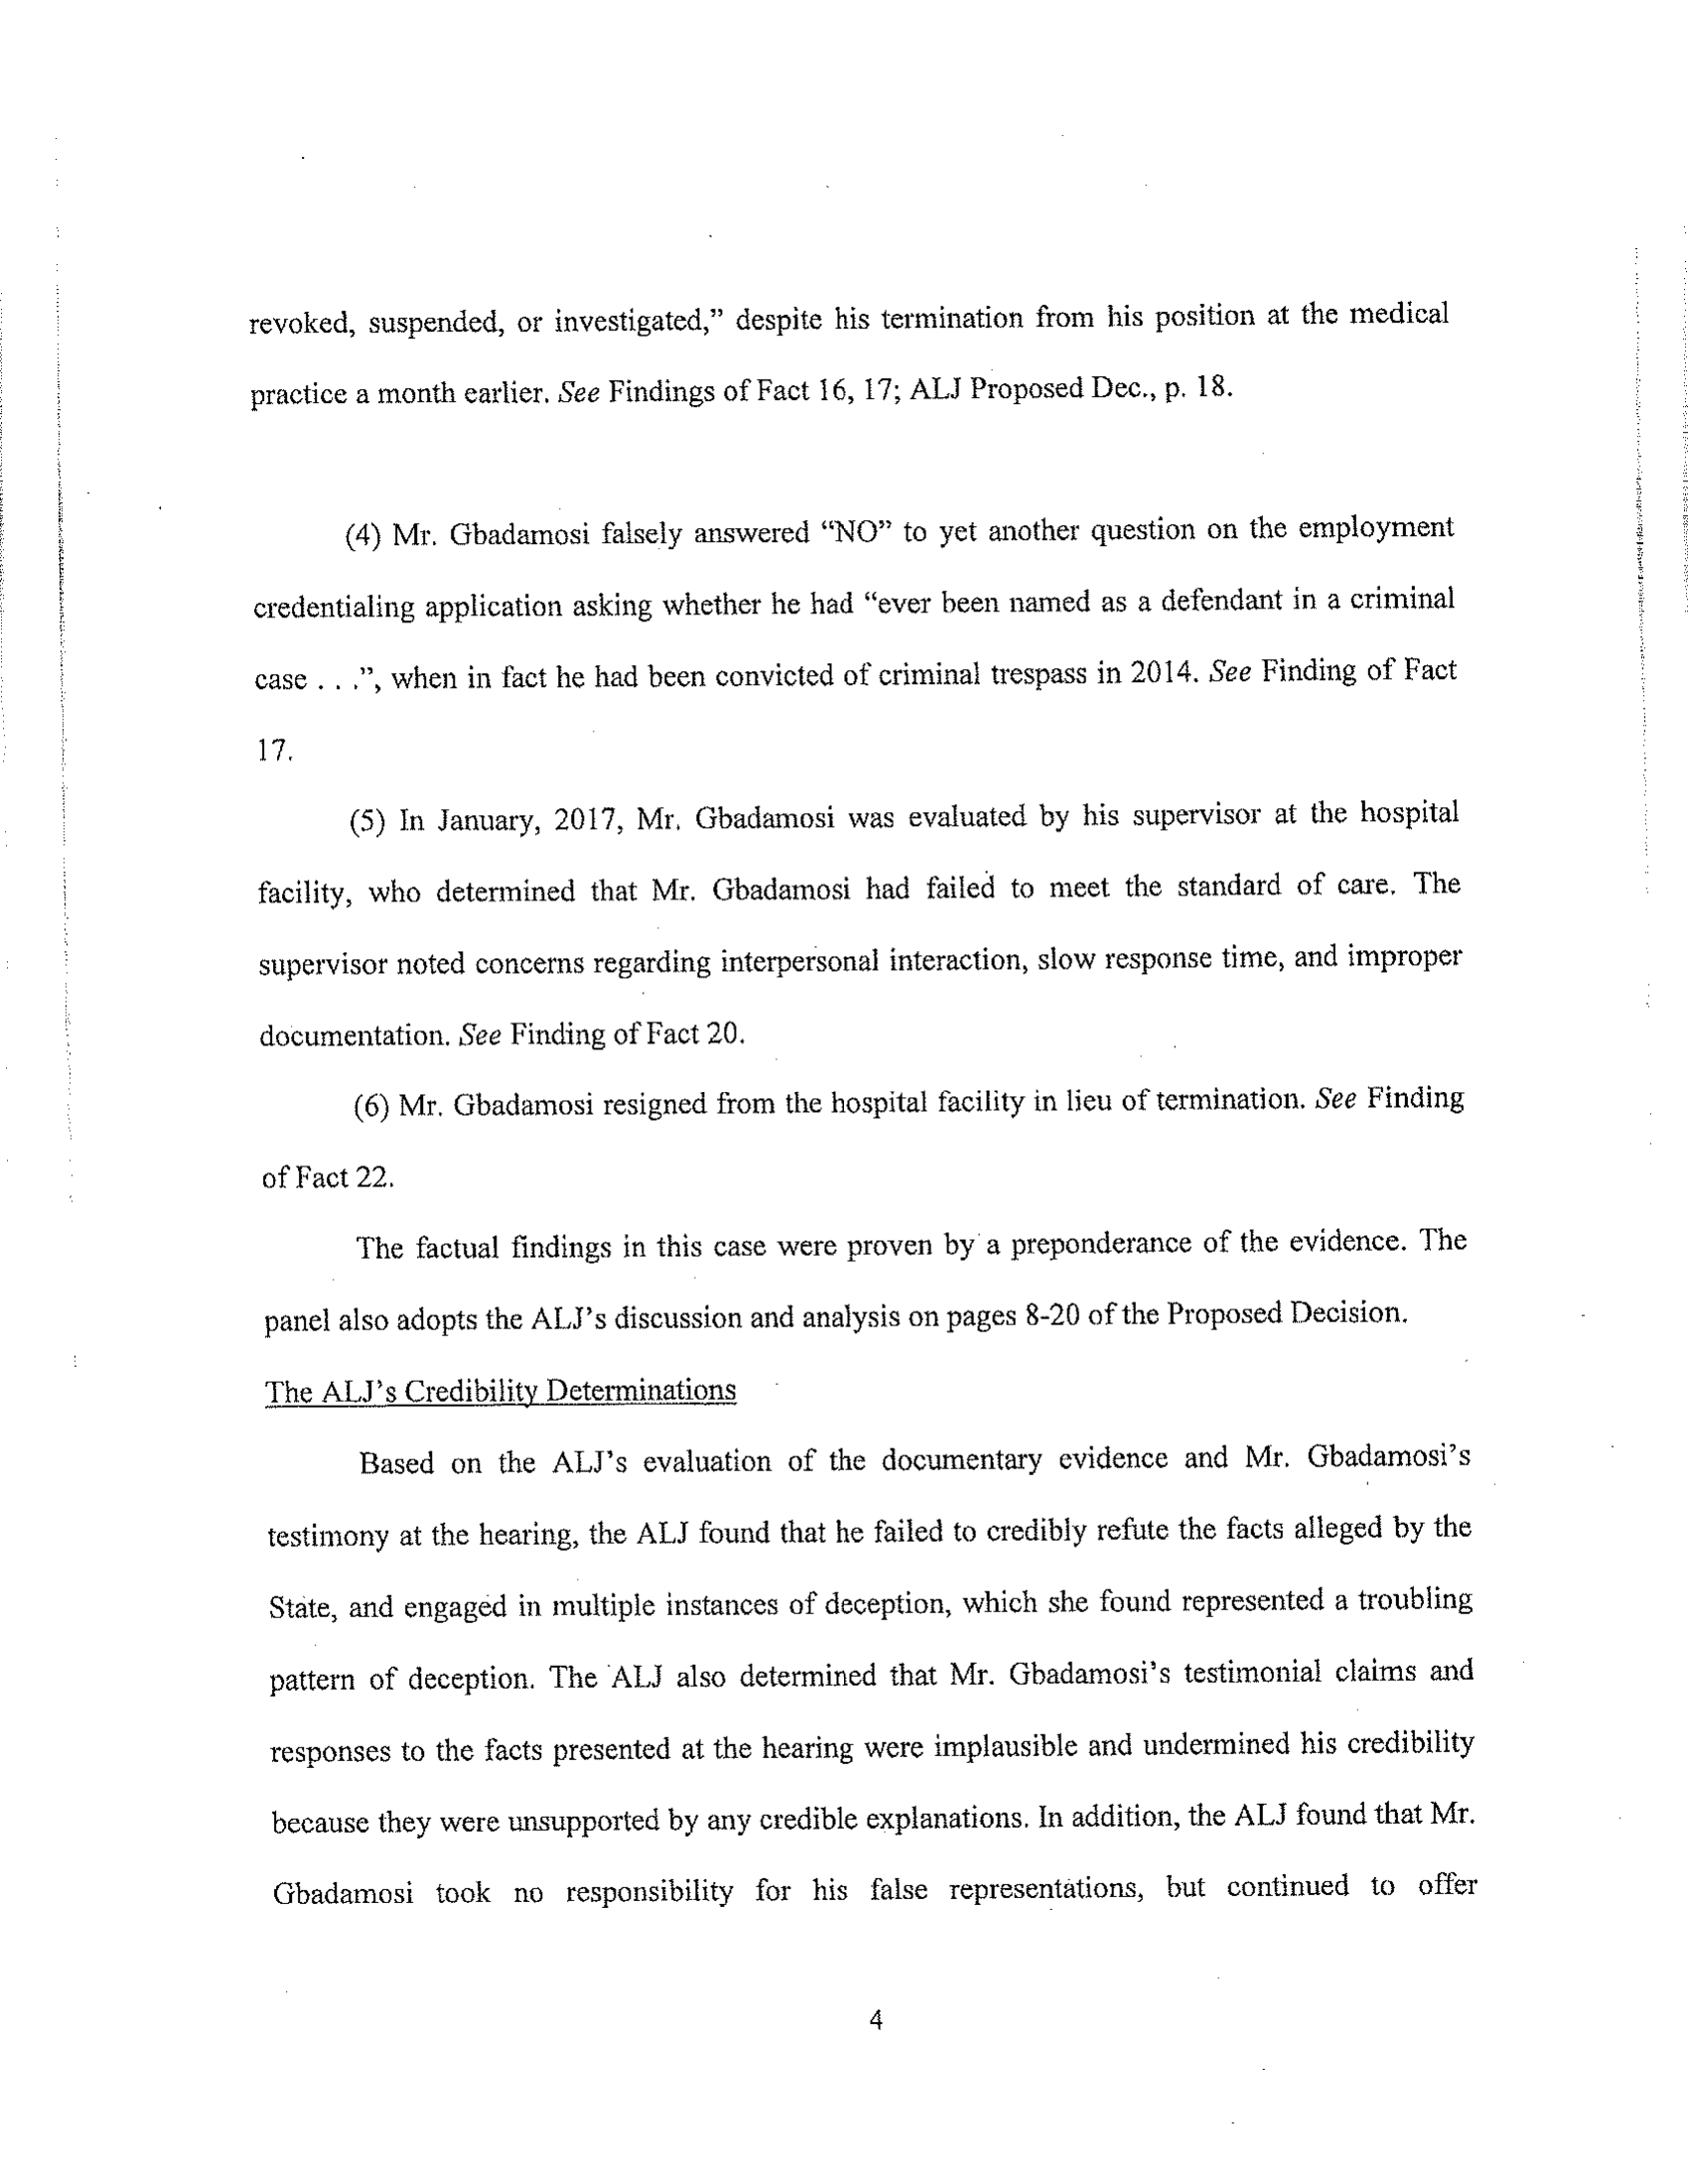 revoked, suspended, or investigated,” despite his termination from his position at the medical
practice a month earlier. See Findings of Fact 16, 17; ALJ Proposed Dec., p. 18.
(4) Mr. Gbadamosi falsely answered “NO” to yet another question on the employment
credentialing application asking whether he had “ever been named as a defendant in a criminal
case . . .”, when in fact he had been convicted of criminal trespass in 2014. See Finding of Fact
17.
(5) In January, 2017, Mr. Gbadamosi was evaluated by his supervisor at the hospital
facility, who determined that Mr. Gbadamosi had failed to meet the standard of care. The
supervisor noted concerns regarding interpersonal interaction, slow response time, and improper
documentation. See Finding of Fact 20.
(6) Mr. Gbadamosi resigned from the hospital facility in lieu of termination. See Finding
of Fact 22.
The factual findings in this case were proven by a preponderance of the evidence. The
panel also adopts the ALJ’s discussion and analysis on pages 8-20 of the Proposed Decision.
The ALJ’s Credibility Determinations
Based on the ALJ’s evaluation of the documentary evidence and Mr. Gbadamosi’s
testimony at the hearing, the ALJ found that he failed to credibly refute the facts alleged by the
State, and engaged in multiple instances of deception, which she found represented a troubling
pattern of deception. The ALJ also determined that Mr. Gbadamosi’s testimonial claims and
responses to the facts presented at the hearing were implausible and undermined his credibility
because they were unsupported by any credible explanations. In addition, the ALJ found that Mr.
Gbadamosi took no responsibility for his false representations, but continued to offer
4